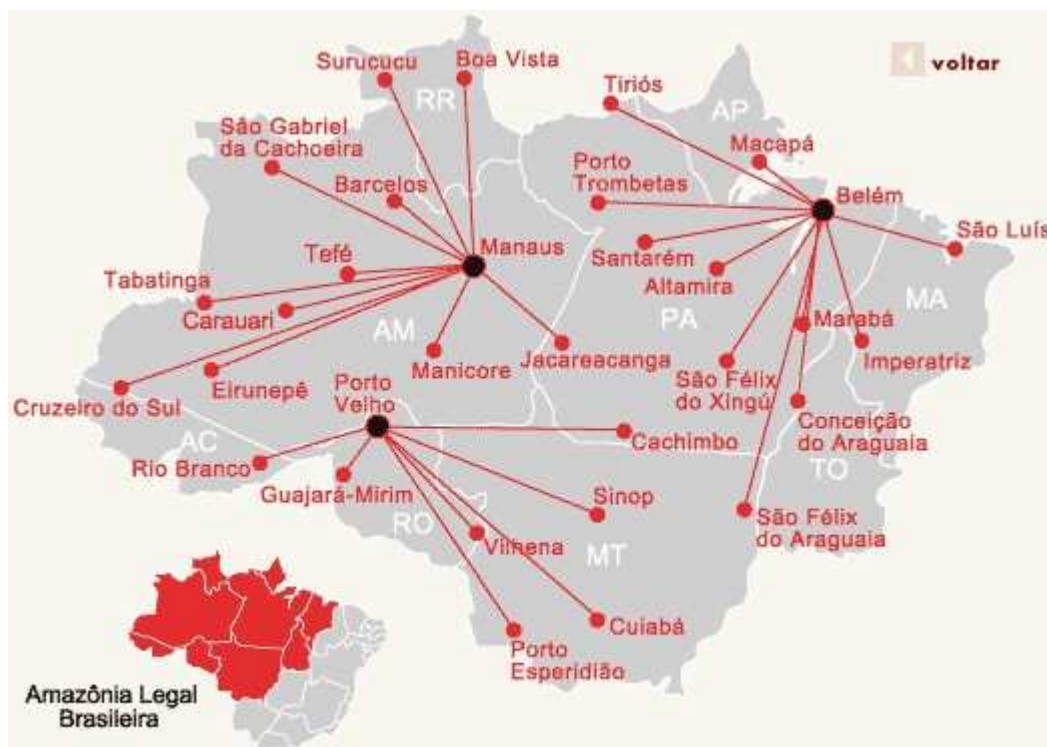 Surucucu
Boa Vista
voltar
RR
Tiriós
AP
São Gabriel
da Cachoeira
Macapá
Porto
Trombetas
Barcelos
Belém
São Luís
Manaus
Tefé
Santarém
Tabatinga
Altamira
MA
Carauari
AM
PA
Marabá
Jacareacanga
Imperatriz
Manicore
Eirunepê
Porto
Velho
São Félix
do Xingú
Cruzeiro do Sul
Conceição
do Araguaia
AC
Cachimbo
Rio Branco
TO
Guajará-Mirim
Sinop
RO
São Félix
do Araguaia
Vilhena
MT
Cuiabá
Porto
Esperidião
Amazônia Legal
Brasileira